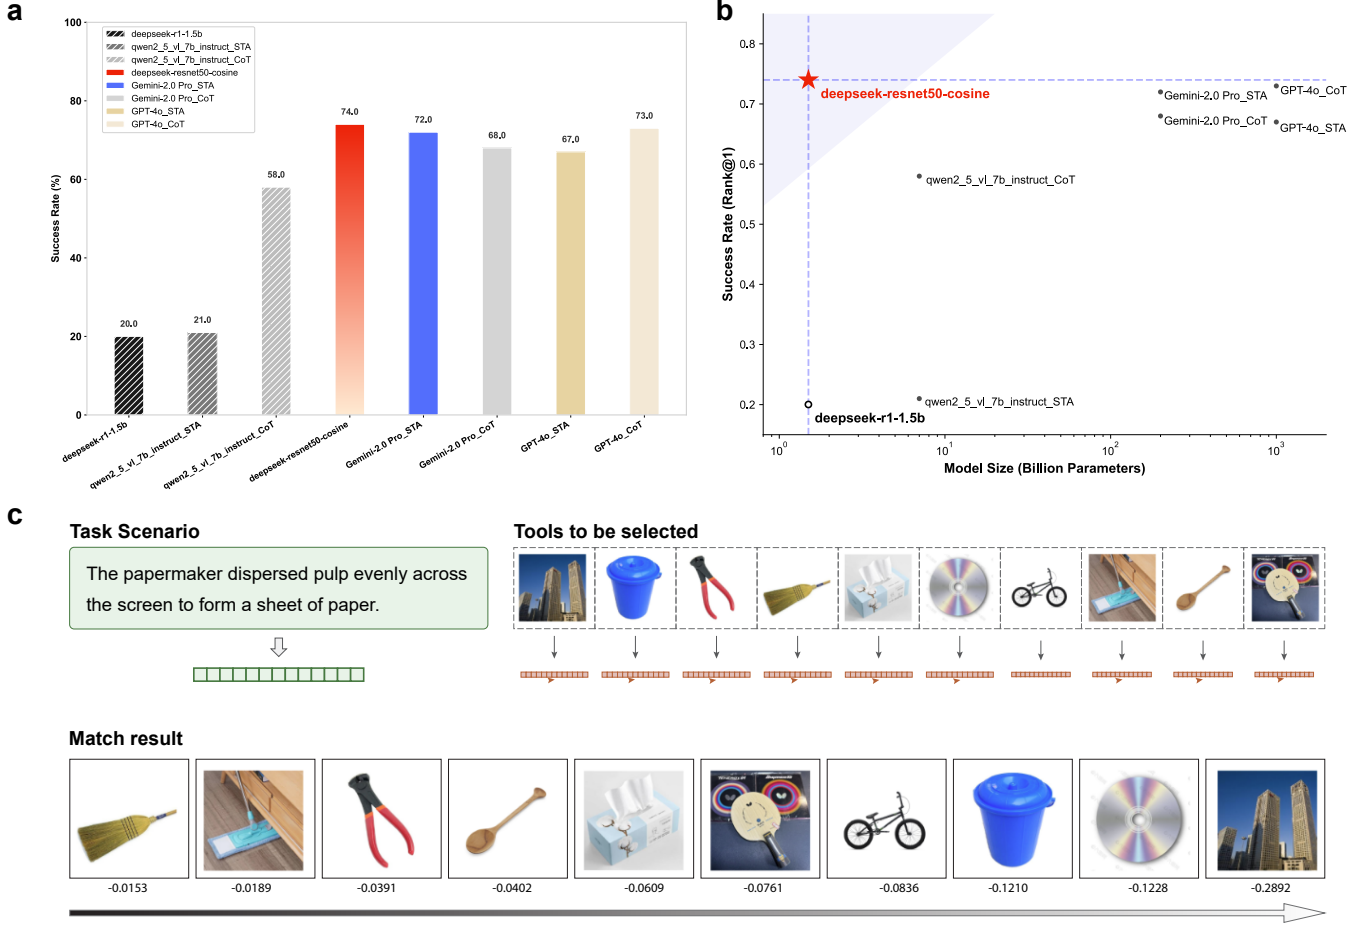 a
100
80
60
40
20
0
Success Rate (%)
deepseek-r1-1.5b
qwen2_5_vl_7b_instruct_STA
qwen2_5_vl_7b_instruct_CoT
deepseek-resnet50-cosine
Gemini-2.0 Pro_STA
Gemini-2.0 Pro_CoT
GPT-4o_STA
GPT-4o_CoT
20.0
21.0
58.0
74.0
72.0
68.0
67.0
73.0
deepseek-r1-1.5b
qwen2_5_vl_7b_instruct_STA
qwen2_5_vl_7b_instruct_CoT
deepseek-resnet50-cosine
Gemini-2.0 Pro_STA
Gemini-2.0 Pro_CoT
GPT-4o_STA
GPT-4o_CoT
b
0.8
0.7
0.6
0.5
0.4
0.3
0.2
Success Rate (Rank@1)
deepseek-resnet50-cosine
Gemini-2.0 Pro_STA
GPT-4o_CoT
Gemini-2.0 Pro_CoT
GPT-4o_STA
qwen2_5_vl_7b_instruct_CoT
qwen2_5_vl_7b_instruct_STA
deepseek-r1-1.5b
10⁰
10¹
10²
10³
Model Size (Billion Parameters)
c
Task Scenario
The papermaker dispersed pulp evenly across
the screen to form a sheet of paper.
Tools to be selected
Match result
-0.0153
-0.0189
-0.0391
-0.0402
-0.0609
-0.0761
-0.0836
-0.1210
-0.1228
-0.2892